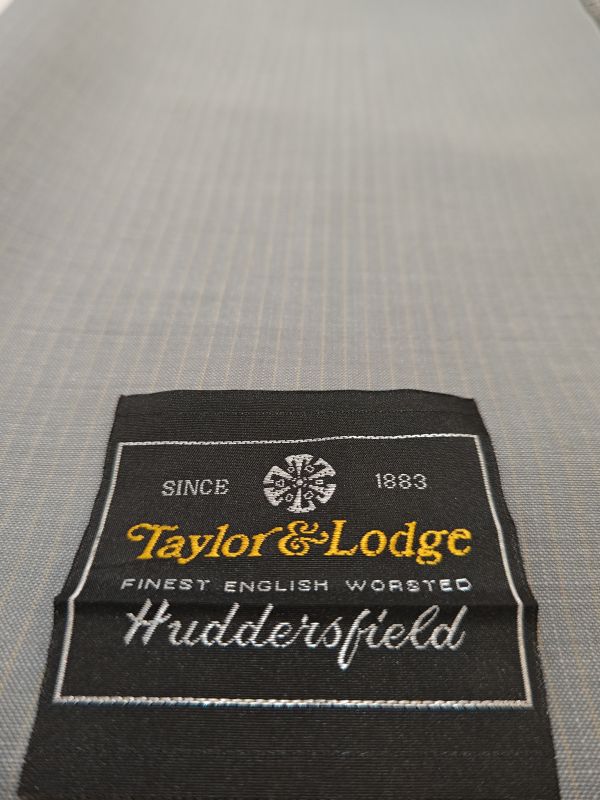 SINCE 1883
Taylor & Lodge
FINEST ENGLISH WORSTED
Huddersfield